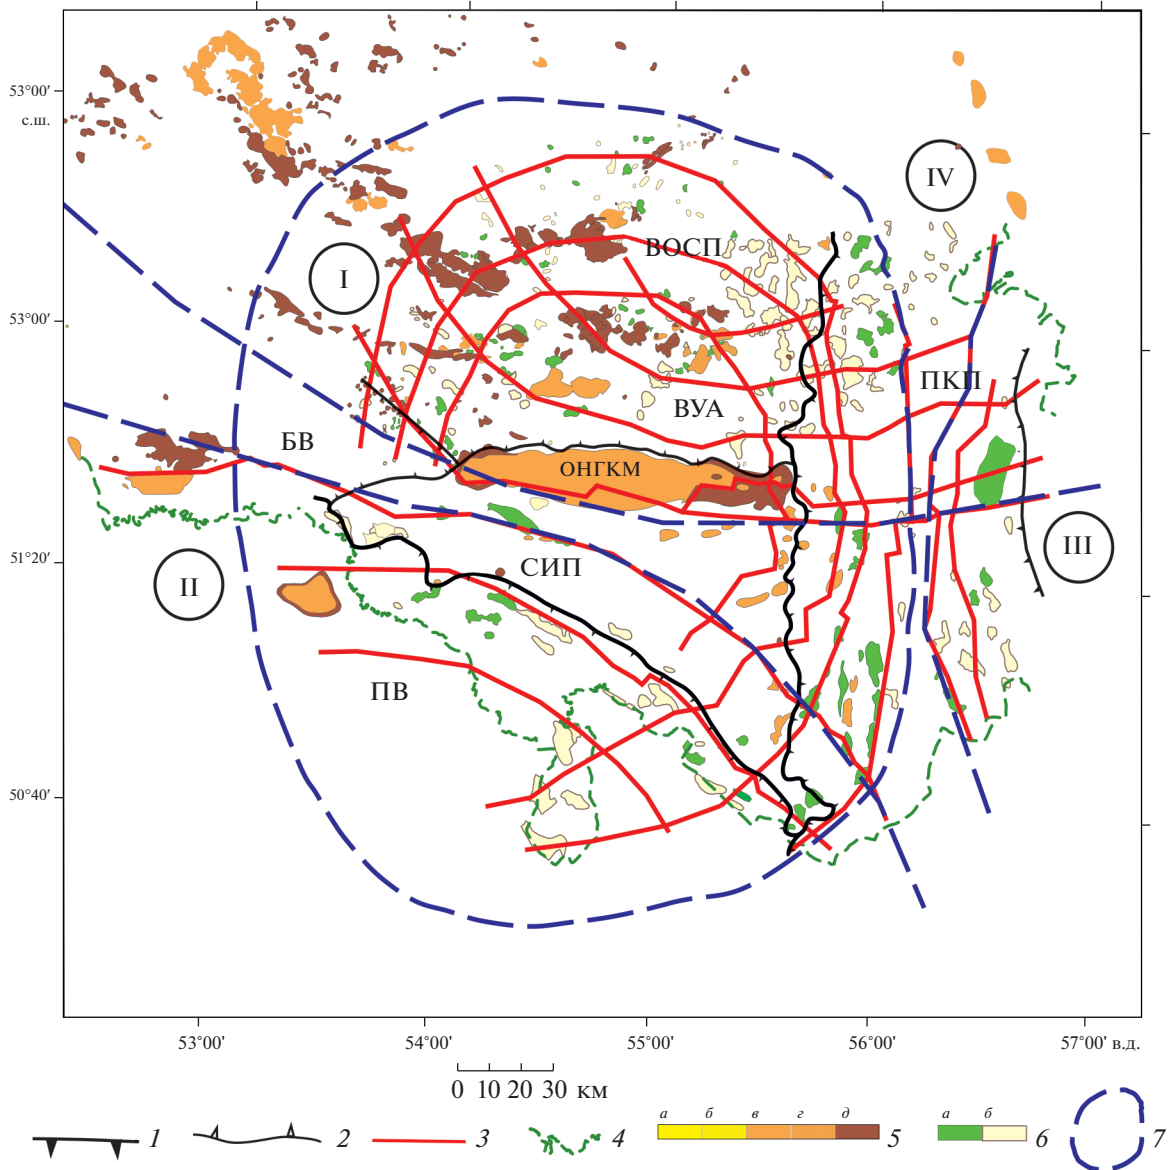 53°00'
с.ш.
IV
I
ВОСП
53°00'
ПКП
ВУА
БВ
ОНГКМ
51°20'
СИП
III
II
ПВ
50°40'
53°00' 54°00' 55°00' 56°00' 57°00' в.д.
0 10 20 30 км
а б в г д а б
1 2 3 4 5 6 7